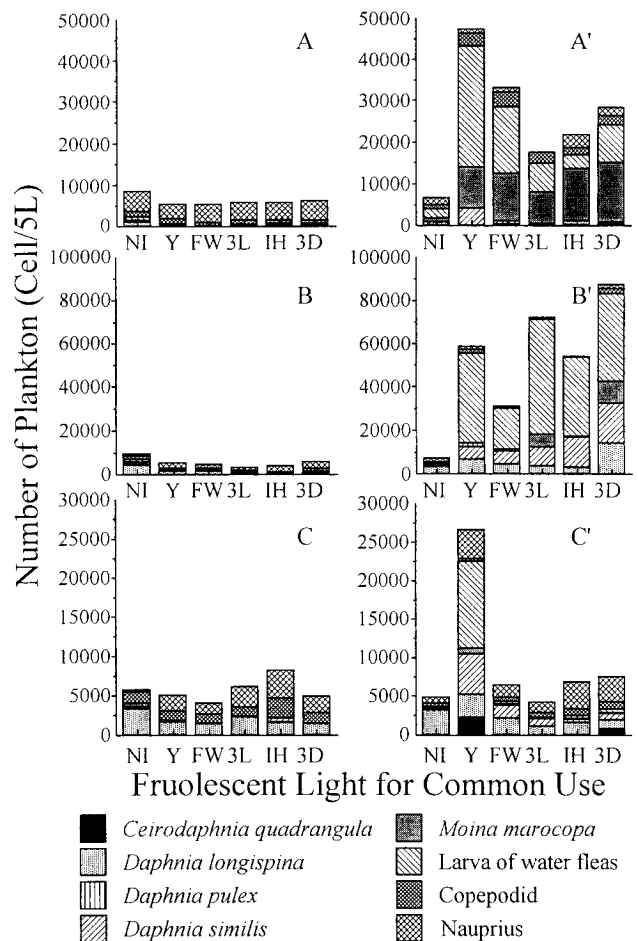 50000
40000
30000
20000
10000
0
A
NI Y FW 3L IH 3D
50000
40000
30000
20000
10000
0
A'
NI Y FW 3L IH 3D
100000
80000
60000
40000
20000
0
B
NI Y FW 3L IH 3D
100000
80000
60000
40000
20000
0
B'
NI Y FW 3L IH 3D
30000
25000
20000
15000
10000
5000
0
C
NI Y FW 3L IH 3D
30000
25000
20000
15000
10000
5000
0
C'
NI Y FW 3L IH 3D
Number of Plankton (Cell/5L)
Fruolescent Light for Common Use
Ceirodaphnia quadrangula
Daphnia longispina
Daphnia pulex
Daphnia similis
Moina marocopa
Larva of water fleas
Copepodid
Nauprius